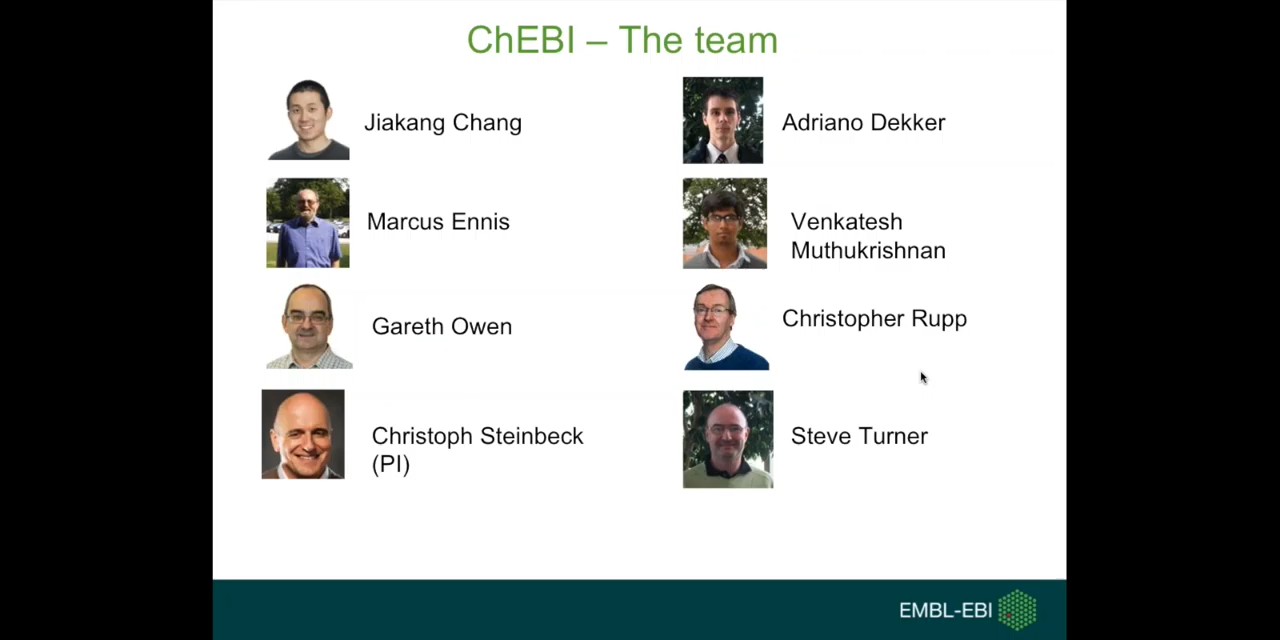 ChEBI – The team
Jiakang Chang
Adriano Dekker
Marcus Ennis
Venkatesh
Muthukrishnan
Gareth Owen
Christopher Rupp
Christoph Steinbeck
(PI)
Steve Turner
EMBL-EBI